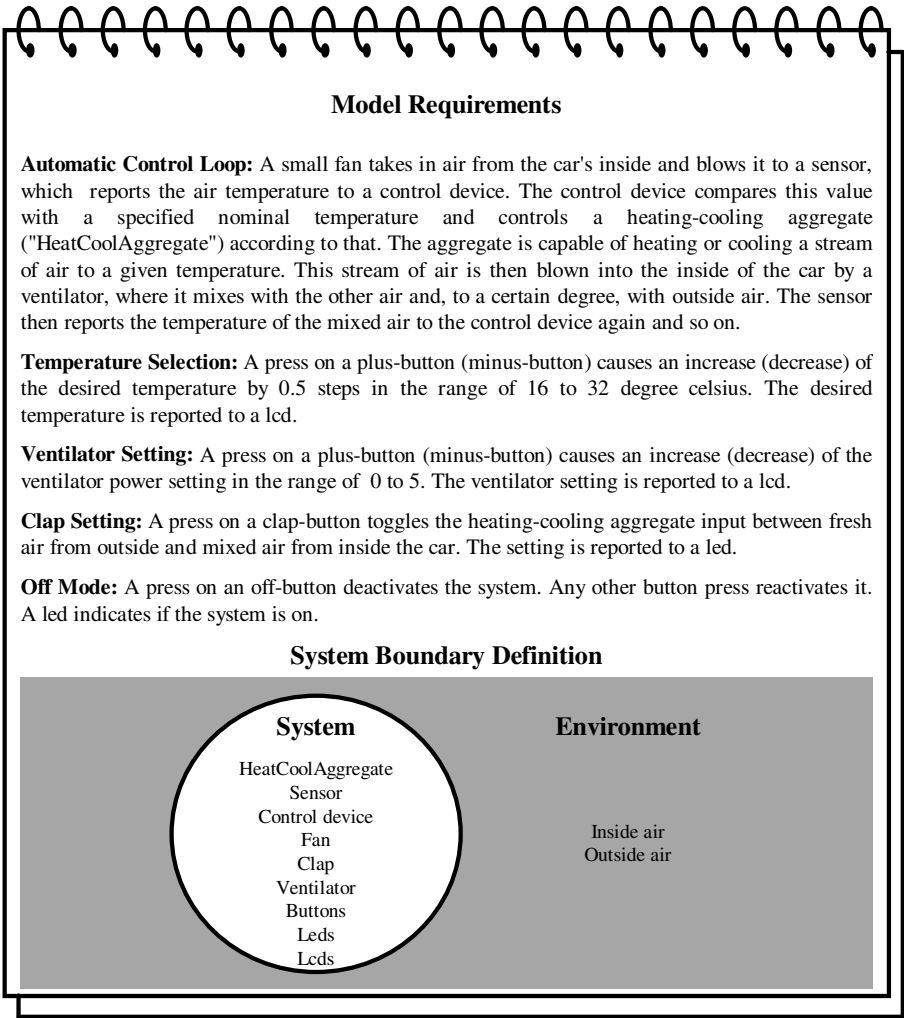 Model Requirements
Automatic Control Loop: A small fan takes in air from the car's inside and blows it to a sensor,
which reports the air temperature to a control device. The control device compares this value
with a specified nominal temperature and controls a heating-cooling aggregate
("HeatCoolAggregate") according to that. The aggregate is capable of heating or cooling a stream
of air to a given temperature. This stream of air is then blown into the inside of the car by a
ventilator, where it mixes with the other air and, to a certain degree, with outside air. The sensor
then reports the temperature of the mixed air to the control device again and so on.
Temperature Selection: A press on a plus-button (minus-button) causes an increase (decrease) of
the desired temperature by 0.5 steps in the range of 16 to 32 degree celsius. The desired
temperature is reported to a lcd.
Ventilator Setting: A press on a plus-button (minus-button) causes an increase (decrease) of the
ventilator power setting in the range of 0 to 5. The ventilator setting is reported to a lcd.
Clap Setting: A press on a clap-button toggles the heating-cooling aggregate input between fresh
air from outside and mixed air from inside the car. The setting is reported to a led.
Off Mode: A press on an off-button deactivates the system. Any other button press reactivates it.
A led indicates if the system is on.
System Boundary Definition
System
HeatCoolAggregate
Sensor
Control device
Fan
Clap
Ventilator
Buttons
Leds
Lcds
Environment
Inside air
Outside air